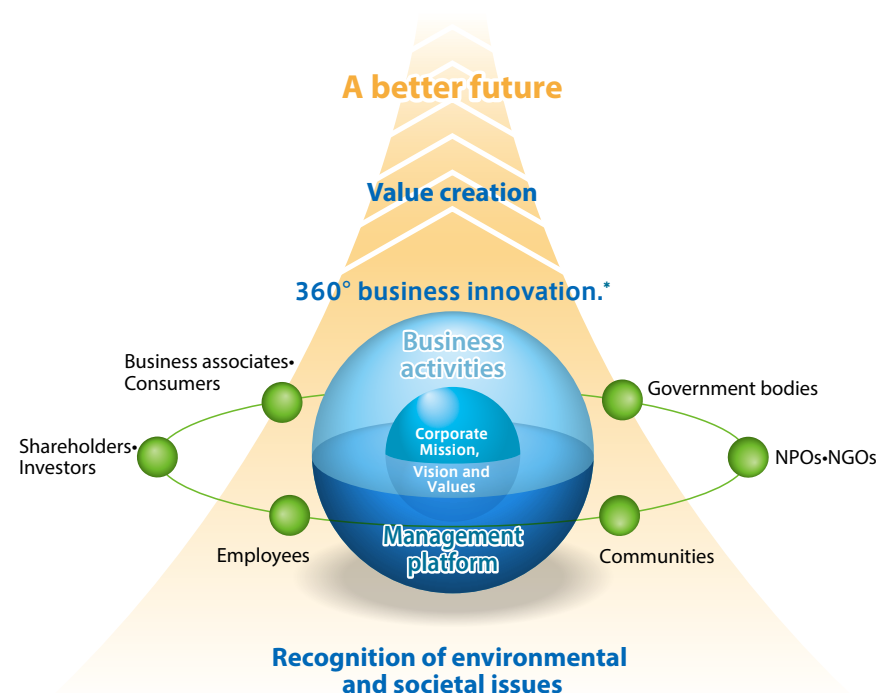 A better future
Value creation
360° business innovation.*
Business
activities
Business associates•
Consumers
Government bodies
Corporate
Mission,
Vision and
Values
Shareholders•
Investors
NPOs•NGOs
Management
platform
Employees
Communities
Recognition of environmental
and societal issues